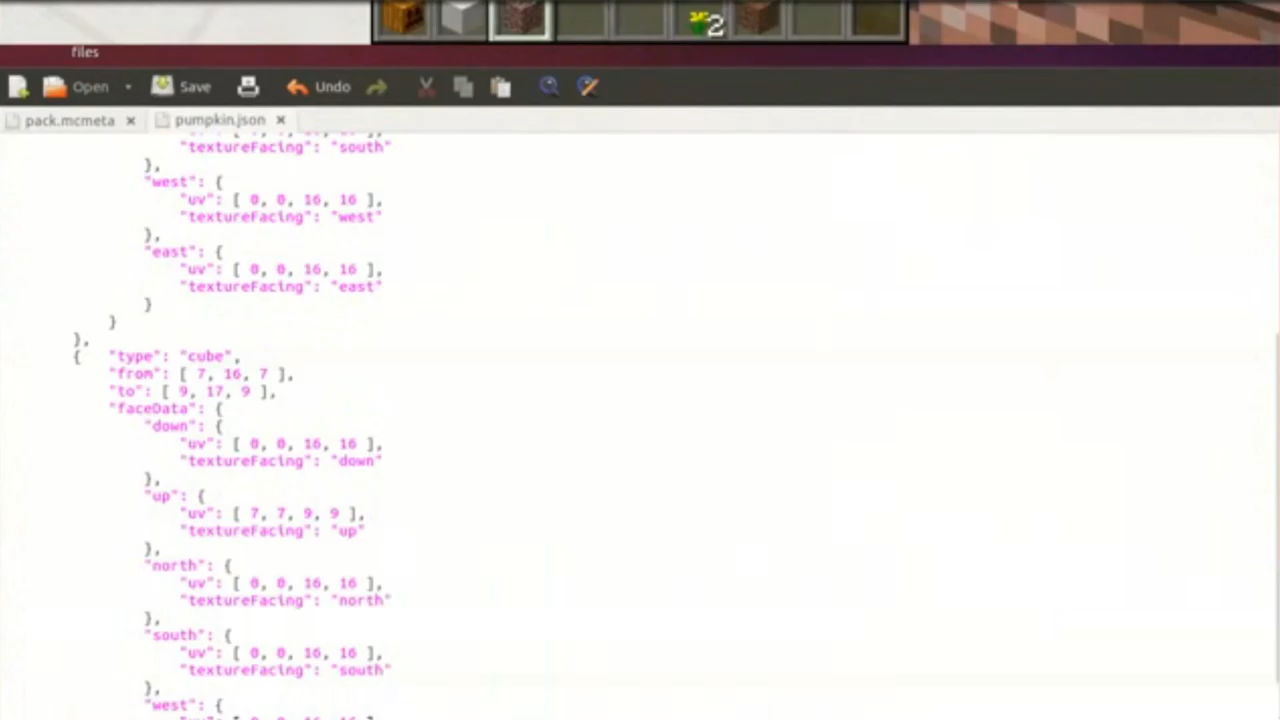 2
files
Open Save Undo
pack.mcmeta × pumpkin.json ×
"textureFacing": "south"
},
"west": {
"uv": [ 0, 0, 16, 16 ],
"textureFacing": "west"
},
"east": {
"uv": [ 0, 0, 16, 16 ],
"textureFacing": "east"
}
}
},
{ "type": "cube",
"from": [ 7, 16, 7 ],
"to": [ 9, 17, 9 ],
"faceData": {
"down": {
"uv": [ 0, 0, 16, 16 ],
"textureFacing": "down"
},
"up": {
"uv": [ 7, 7, 9, 9 ],
"textureFacing": "up"
},
"north": {
"uv": [ 0, 0, 16, 16 ],
"textureFacing": "north"
},
"south": {
"uv": [ 0, 0, 16, 16 ],
"textureFacing": "south"
},
"west": {